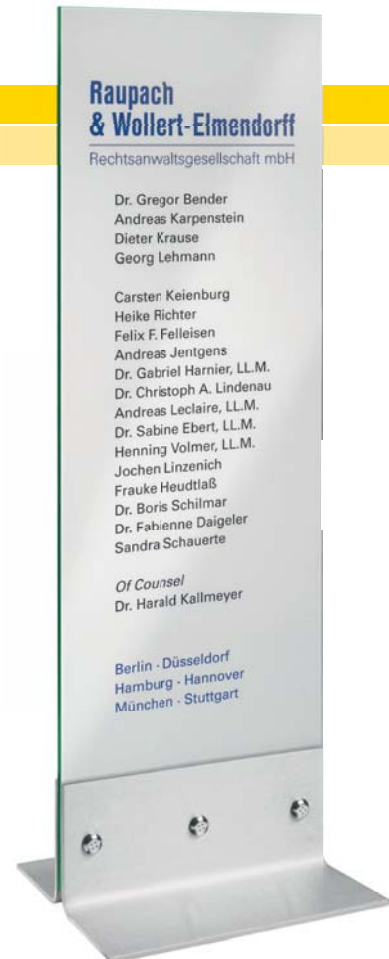 Raupach
& Wollert-Elmendorff
Rechtsanwaltsgesellschaft mbH
Dr. Gregor Bender
Andreas Karpenstein
Dieter Krause
Georg Lehmann
Carsten Keienburg
Heike Richter
Felix F. Felleisen
Andreas Jentgens
Dr. Gabriel Harnier, LL.M.
Dr. Christoph A. Lindenau
Andreas Leclaire, LL.M.
Dr. Sabine Ebert, LL.M.
Henning Volmer, LL.M.
Jochen Linzenich
Frauke Heudtlaß
Dr. Boris Schilmar
Dr. Fabienne Daigeler
Sandra Schauerte
Of Counsel
Dr. Harald Kallmeyer
Berlin · Düsseldorf
Hamburg · Hannover
München · Stuttgart